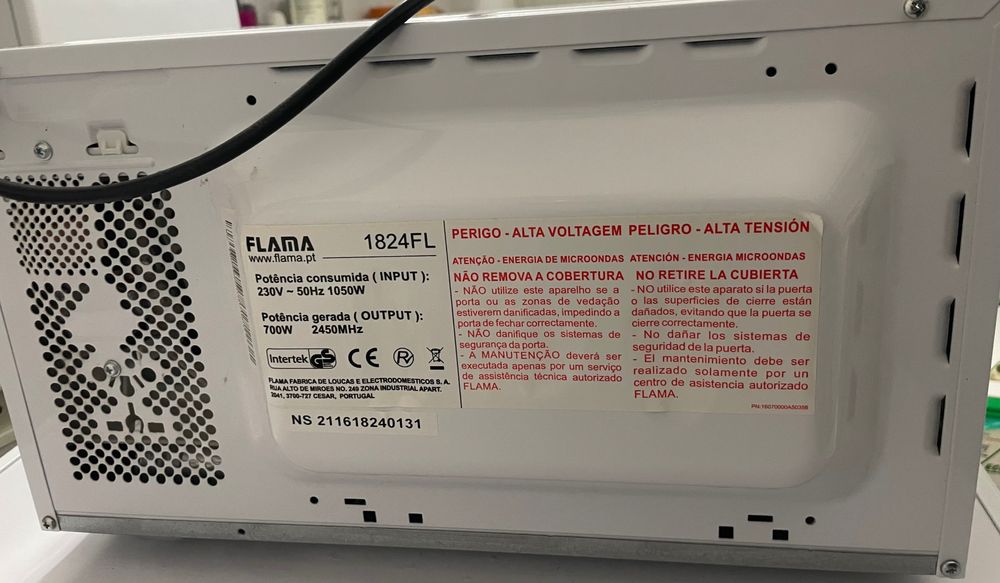 FLAMA 1824FL
www.flama.pt
Potência consumida ( INPUT ):
230V ~ 50Hz 1050W
Potência gerada ( OUTPUT ):
700W 2450MHz
Intertek GS CE
FLAMA FABRICA DE LOUCAS E ELECTRODOMESTICOS S. A.
RUA ALTO DE MIROES NO. 249 ZONA INDUSTRIAL APART.
2041, 3700-727 CESAR, PORTUGAL
NS 211618240131
PERIGO - ALTA VOLTAGEM
ATENÇÃO - ENERGIA DE MICROONDAS
NÃO REMOVA A COBERTURA
- NÃO utilize este aparelho se a
porta ou as zonas de vedação
estiverem danificadas, impedindo a
porta de fechar correctamente.
- NÃO danifique os sistemas de
segurança da porta.
- A MANUTENÇÃO deverá ser
executada apenas por um serviço
de assistência técnica autorizado
FLAMA.
PELIGRO - ALTA TENSIÓN
ATENCIÓN - ENERGIA MICROONDAS
NO RETIRE LA CUBIERTA
- NO utilice este aparato si la puerta
o las superficies de cierre están
dañados, evitando que la puerta se
cierre correctamente.
- No dañar los sistemas de
seguridad de la puerta.
- El mantenimiento debe ser
realizado solamente por un
centro de asistencia autorizado
FLAMA.